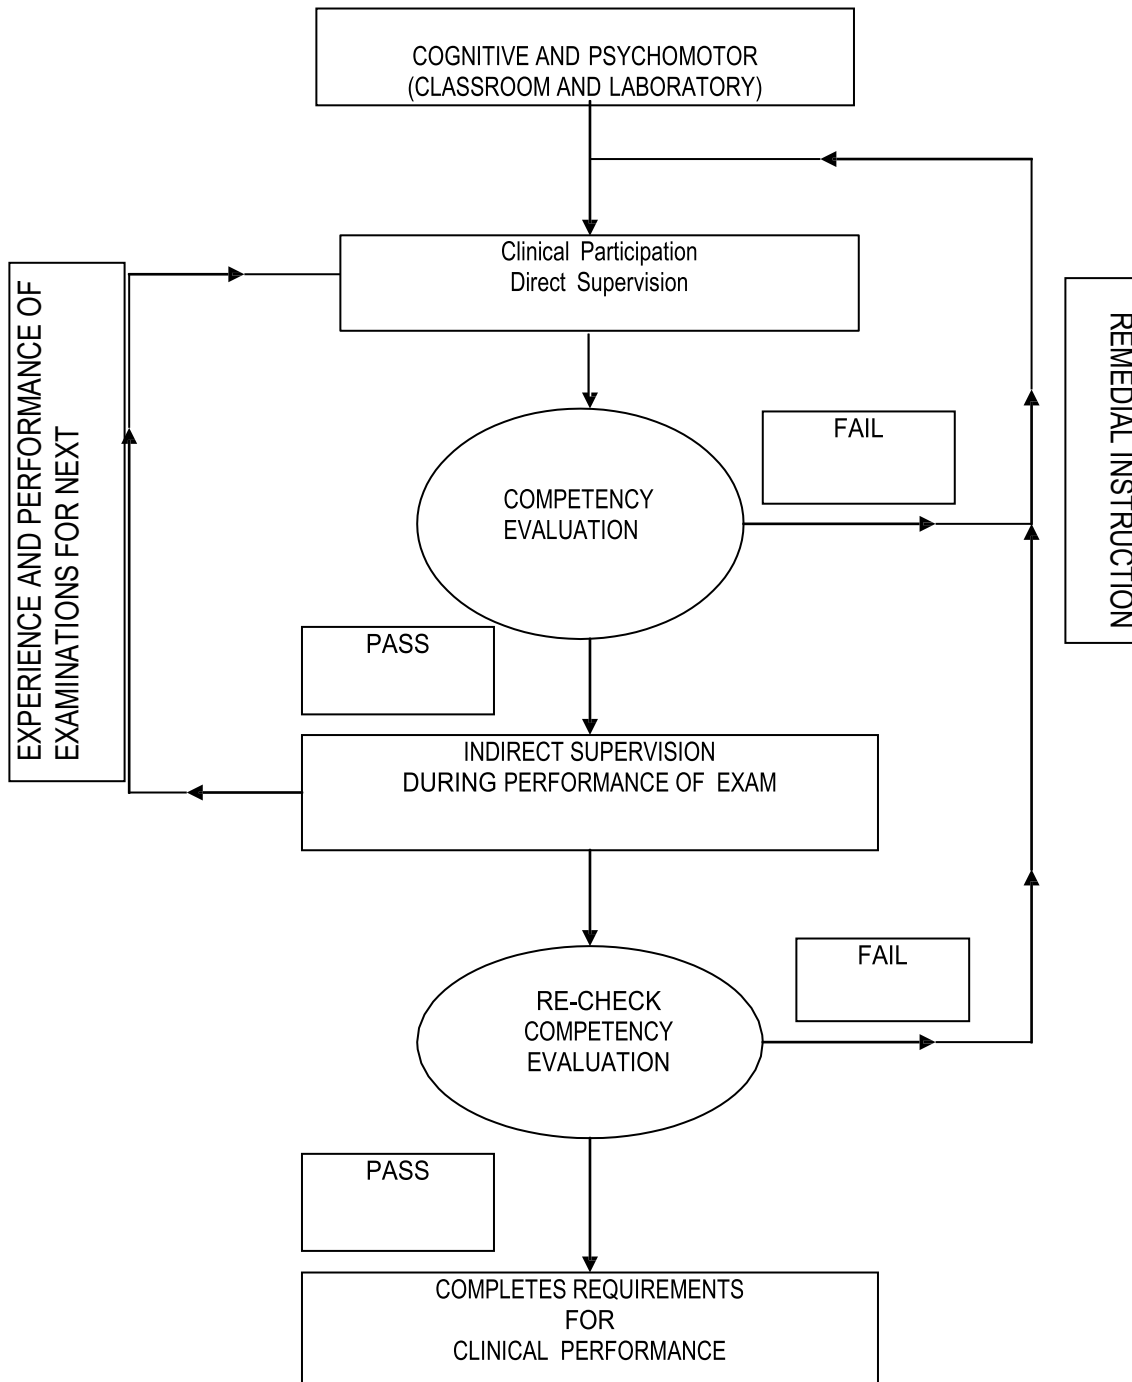 COGNITIVE AND PSYCHOMOTOR
(CLASSROOM AND LABORATORY)
Clinical Participation
Direct Supervision
EXPERIENCE AND PERFORMANCE OF
EXAMINATIONS FOR NEXT
REMEDIAL INSTRUCTION
FAIL
COMPETENCY
EVALUATION
PASS
INDIRECT SUPERVISION
DURING PERFORMANCE OF EXAM
FAIL
RE-CHECK
COMPETENCY
EVALUATION
PASS
COMPLETES REQUIREMENTS
FOR
CLINICAL PERFORMANCE